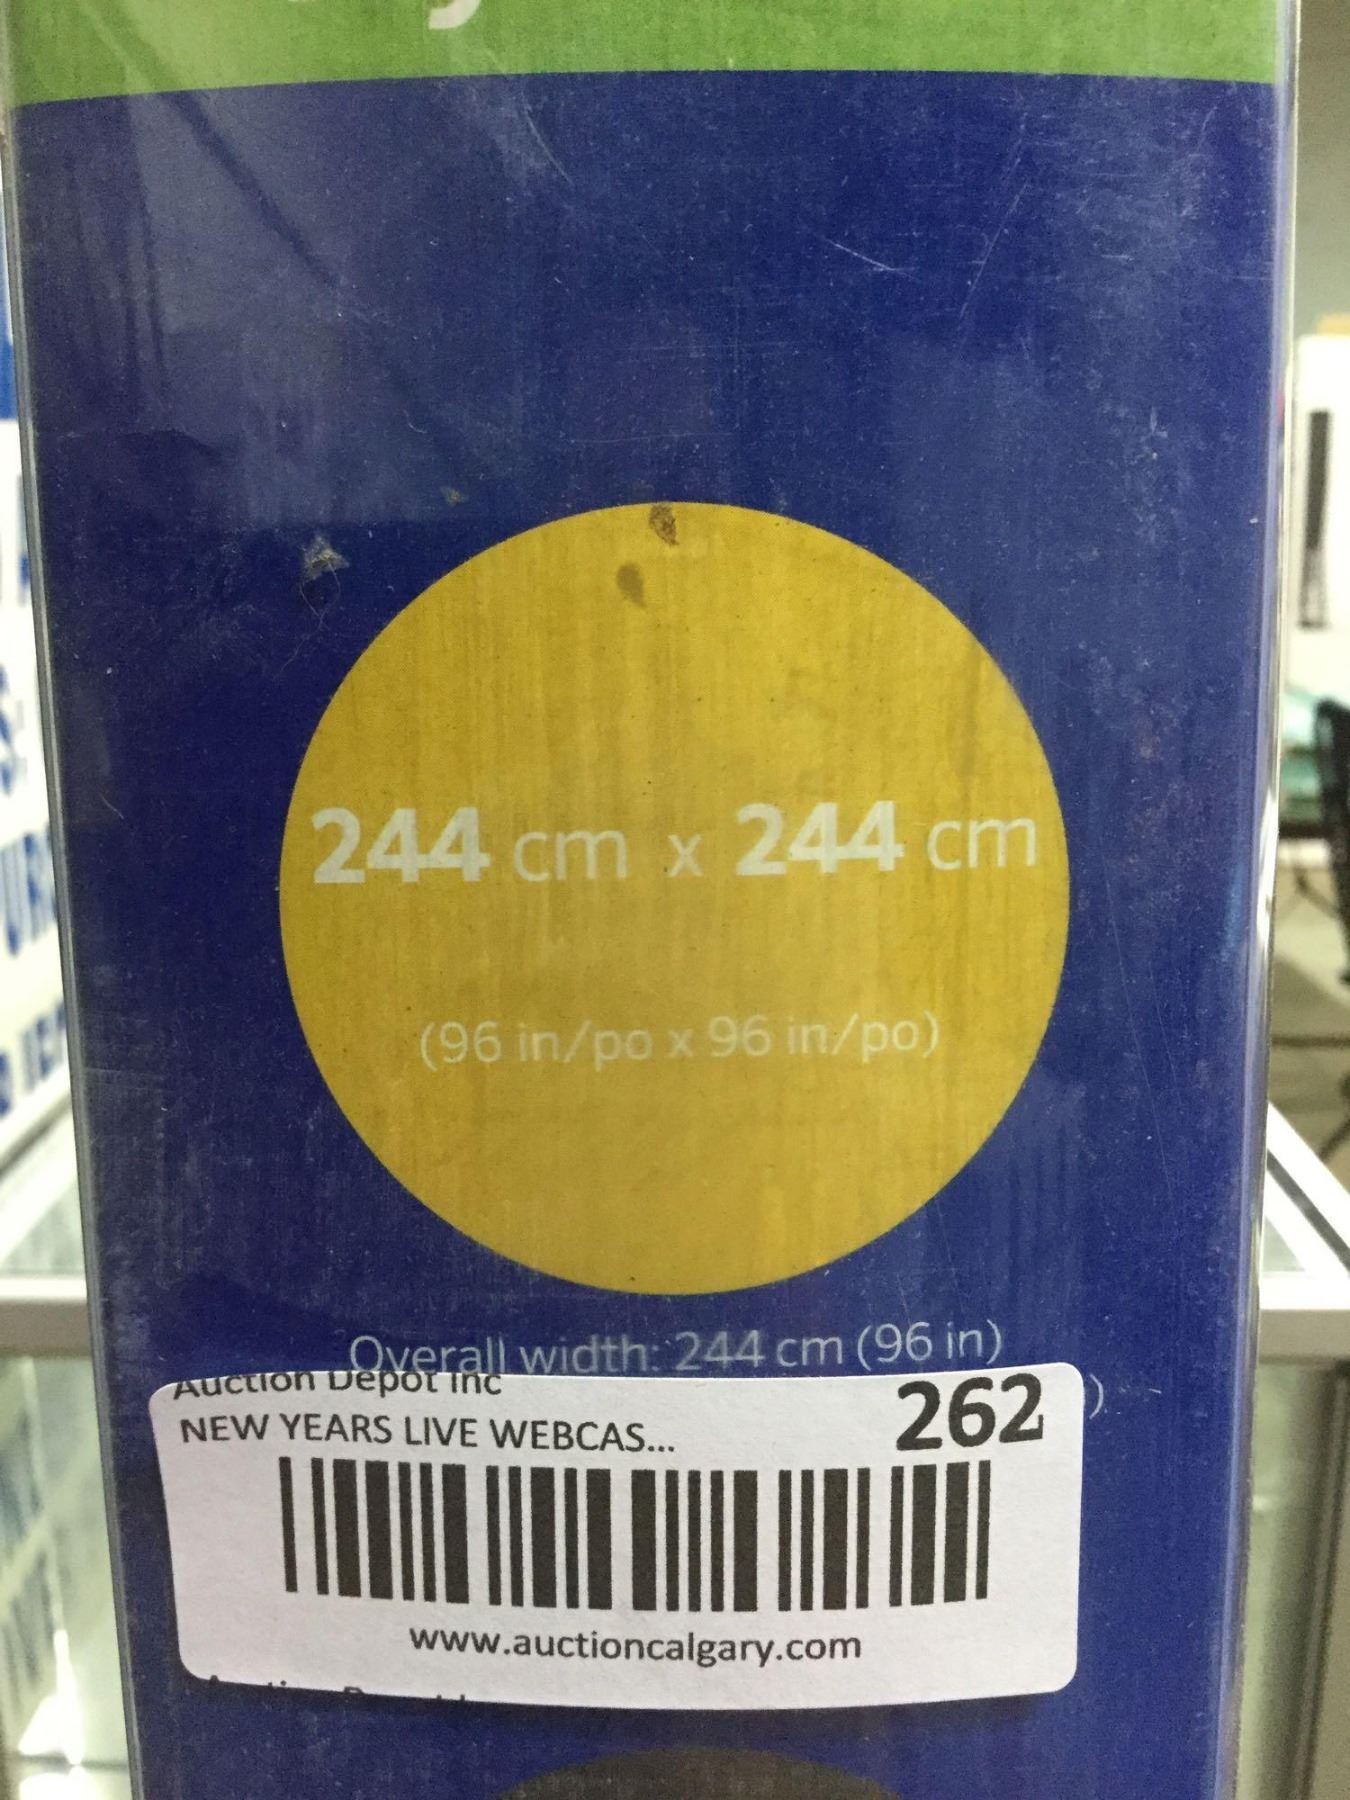 244 cm x 244 cm
(96 in/po x 96 in/po)
Overall width: 244 cm (96 in)
)
Auction Depot Inc
262
NEW YEARS LIVE WEBCAS...
www.auctioncalgary.com